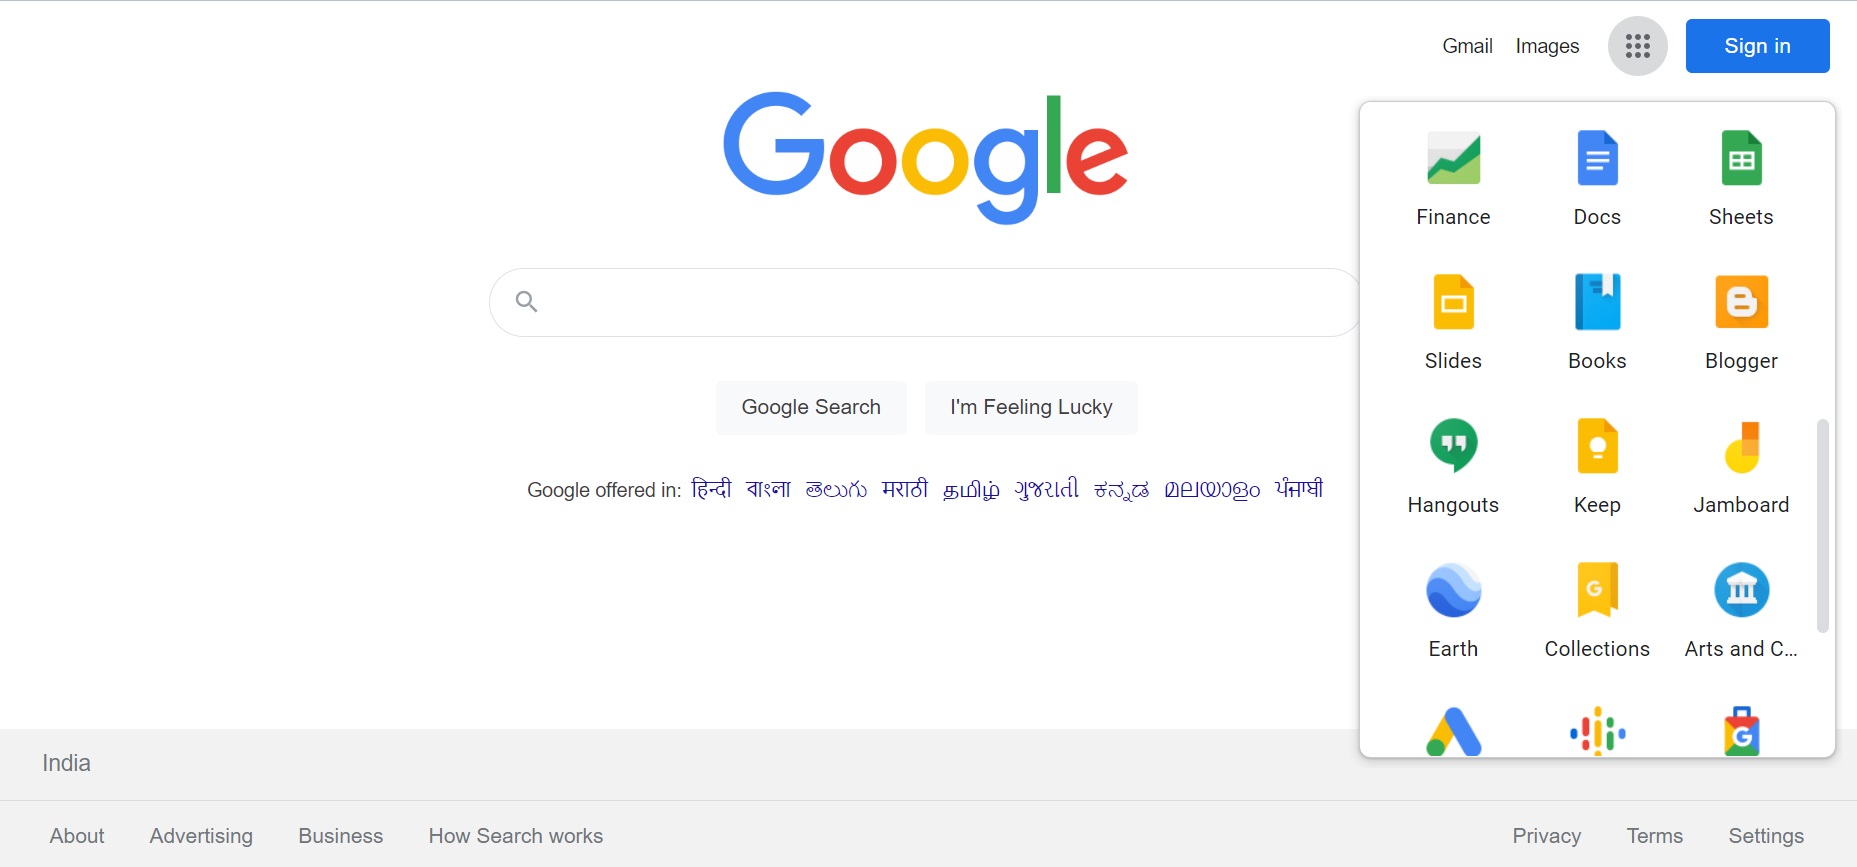 Gmail Images Sign in
Google
Google Search I'm Feeling Lucky
Google offered in: हिन्दी বাংলা తెలుగు मराठी தமிழ் ગુજરાતી ಕನ್ನಡ മലയാളം ਪੰਜਾਬੀ
Finance Docs Sheets
Slides Books Blogger
Hangouts Keep Jamboard
Earth Collections Arts and C...
India
About Advertising Business How Search works Privacy Terms Settings